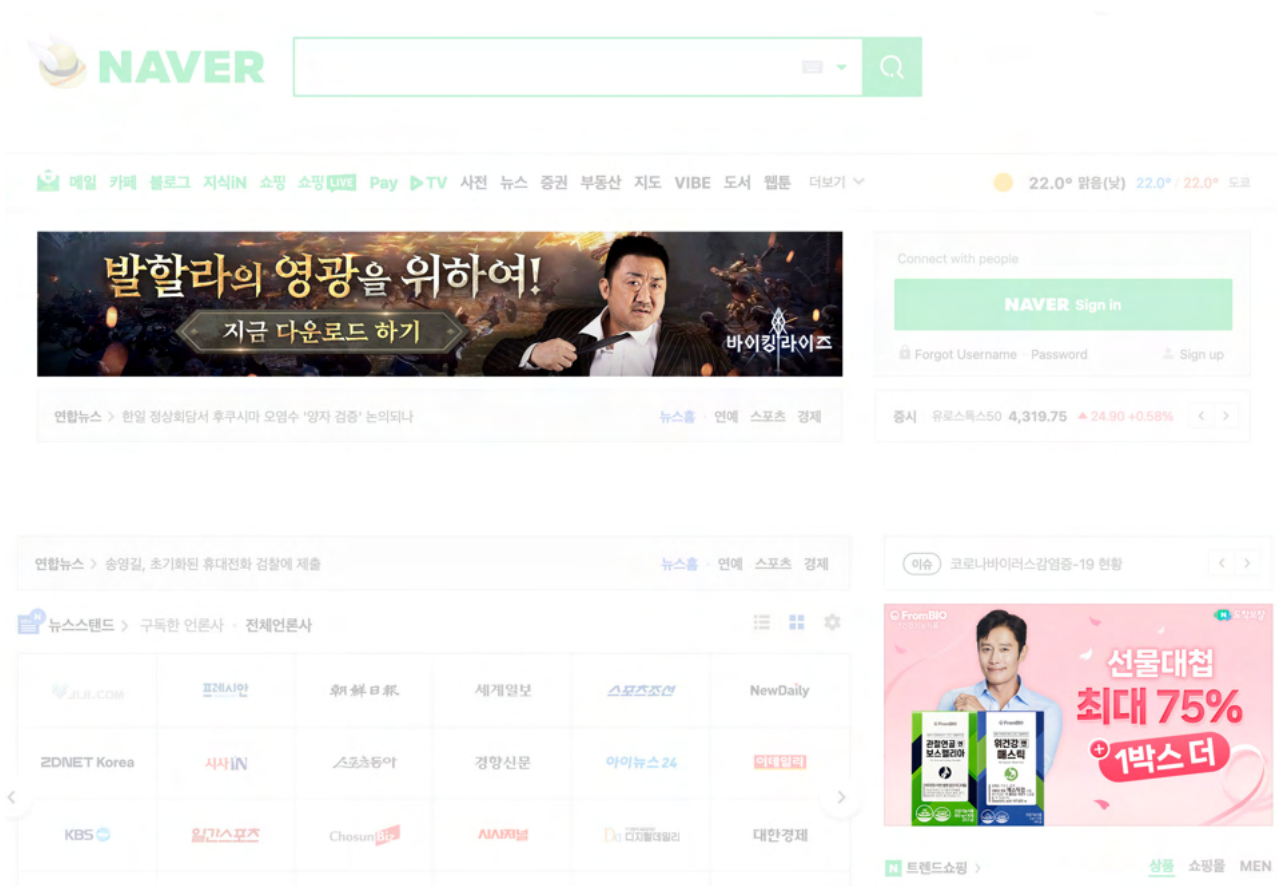 NAVER
메일 카페 블로그 지식iN 쇼핑 쇼핑LIVE Pay TV 사전 뉴스 증권 부동산 지도 VIBE 도서 웹툰 더보기
22.0° 맑음(낮) 22.0° / 22.0° 도쿄
발할라의 영광을 위하여!
지금 다운로드 하기
바이킹라이즈
Connect with people
NAVER Sign in
Forgot Username · Password
Sign up
연합뉴스 > 한일 정상회담서 후쿠시마 오염수 '양자 검증' 논의되나
뉴스홈 · 연예 스포츠 경제
증시 유로스톡스50 4,319.75 ▲ 24.90 +0.58%
연합뉴스 > 송영길, 초기화된 휴대전화 검찰에 제출
뉴스홈 · 연예 스포츠 경제
이슈 코로나바이러스감염증-19 현황
뉴스스탠드 > 구독한 언론사 · 전체언론사
JIJI.COM 프레시안 朝鮮日報 세계일보 스포츠조선 NewDaily
ZDNET Korea 시사IN 스포츠동아 경향신문 아이뉴스24 이데일리
KBS 일간스포츠 ChosunBiz 시사저널 디지털데일리 대한경제
FromBIO
선물대첩
최대 75%
+1박스 더
FromBIO
관절연골엔
보스웰리아
FromBIO
위건강엔
매스틱
N 트렌드쇼핑 >
상품 쇼핑몰 MEN